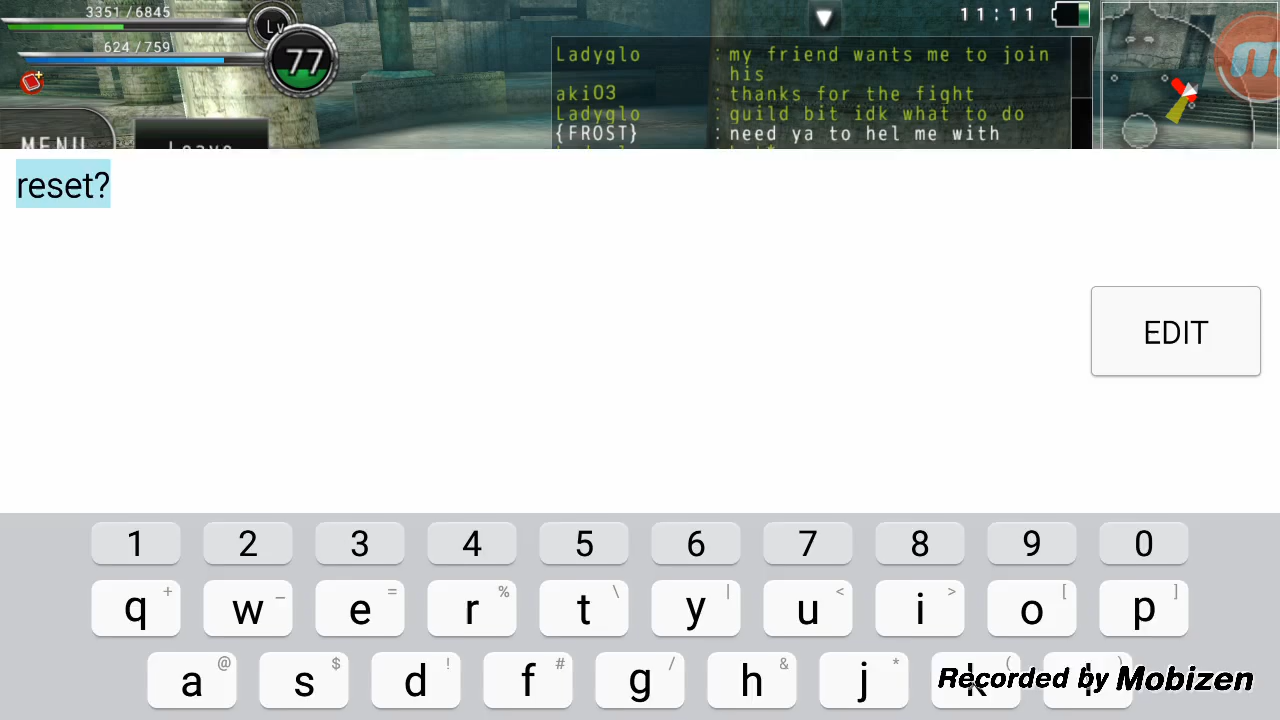 3351/6845
Lv
624/759
77
11:11
Ladyglo : my friend wants me to join
his
aki03 : thanks for the fight
Ladyglo : guild bit idk what to do
{FROST} : need ya to hel me with
MENU
Leave
reset?
EDIT
1 2 3 4 5 6 7 8 9 0
q + w _ e = r % t \ y | u < i > o [ p ]
a @ s $ d ! f # g / h & j * k ( l )
Recorded by Mobizen